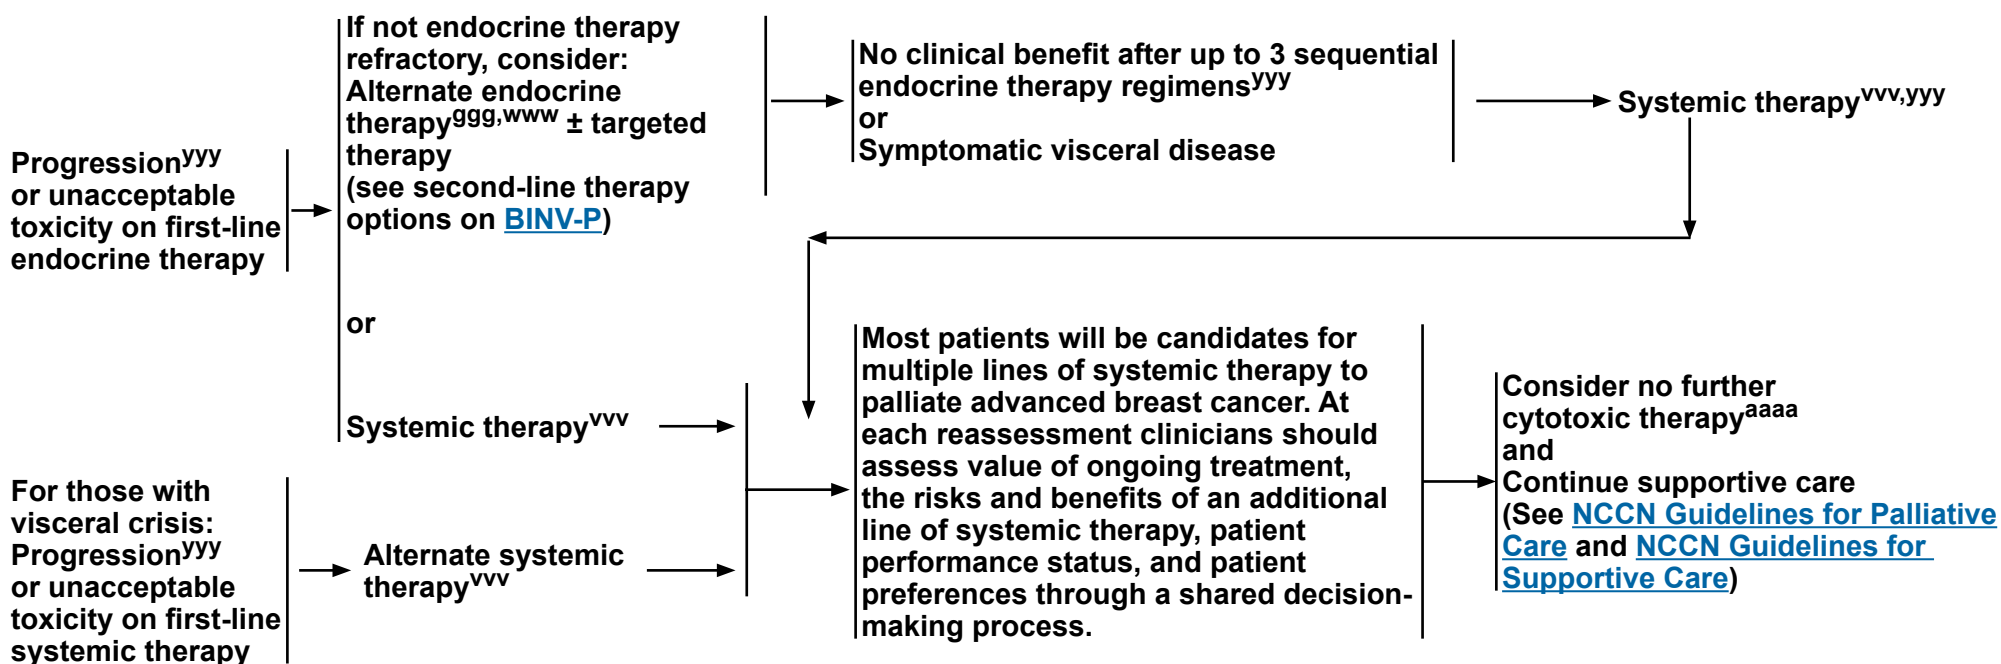 Progressionyyy
or unacceptable
toxicity on first-line
endocrine therapy
If not endocrine therapy
refractory, consider:
Alternate endocrine
therapyggg,www ± targeted
therapy
(see second-line therapy
options on BINV-P)
or
Systemic therapyvvv
No clinical benefit after up to 3 sequential
endocrine therapy regimensyyy
or
Symptomatic visceral disease
Systemic therapyvvv,yyy
For those with
visceral crisis:
Progressionyyy
or unacceptable
toxicity on first-line
systemic therapy
Alternate systemic
therapyvvv
Most patients will be candidates for
multiple lines of systemic therapy to
palliate advanced breast cancer. At
each reassessment clinicians should
assess value of ongoing treatment,
the risks and benefits of an additional
line of systemic therapy, patient
performance status, and patient
preferences through a shared decision-
making process.
Consider no further
cytotoxic therapyaaaa
and
Continue supportive care
(See NCCN Guidelines for Palliative
Care and NCCN Guidelines for
Supportive Care)